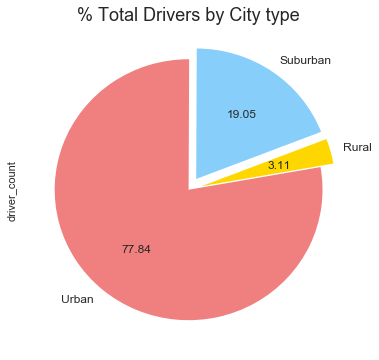 % Total Drivers by City type
Suburban
19.05
Rural
3.11
driver_count
77.84
Urban